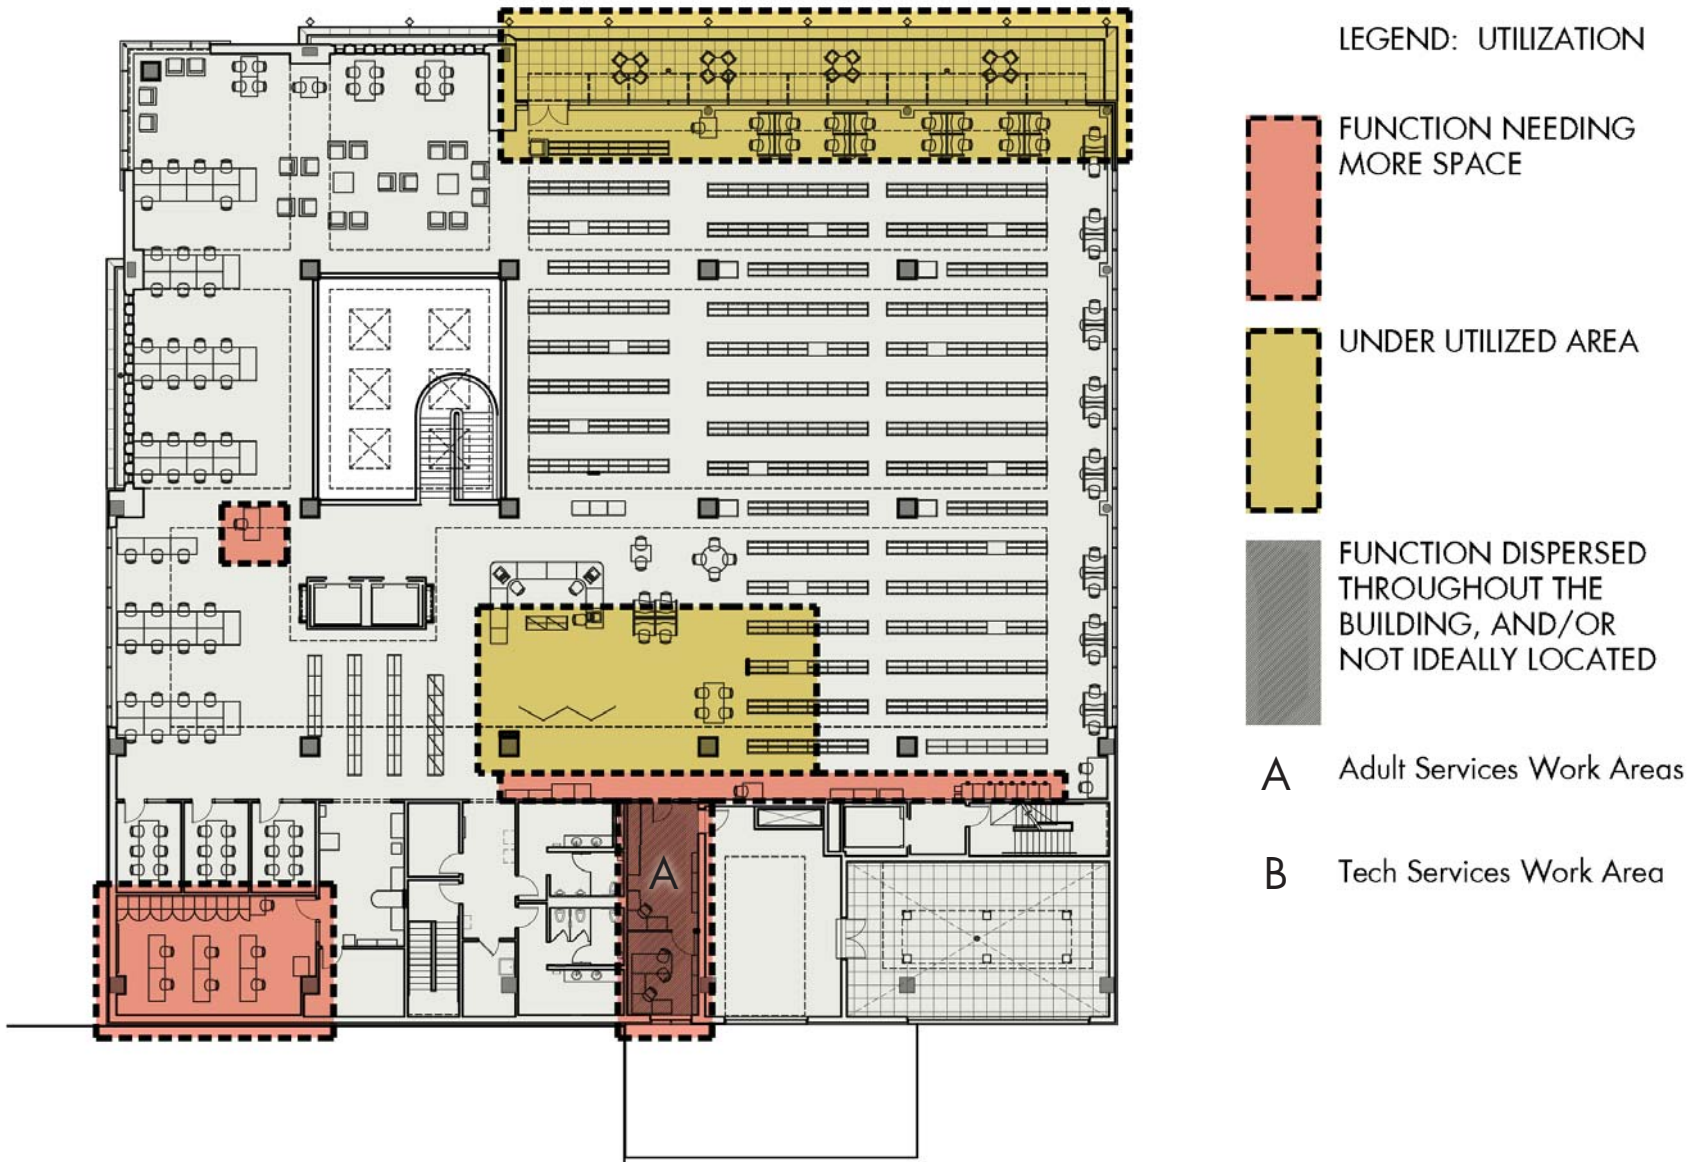 LEGEND: UTILIZATION
FUNCTION NEEDING
MORE SPACE
UNDER UTILIZED AREA
FUNCTION DISPERSED
THROUGHOUT THE
BUILDING, AND/OR
NOT IDEALLY LOCATED
A Adult Services Work Areas
A
B Tech Services Work Area